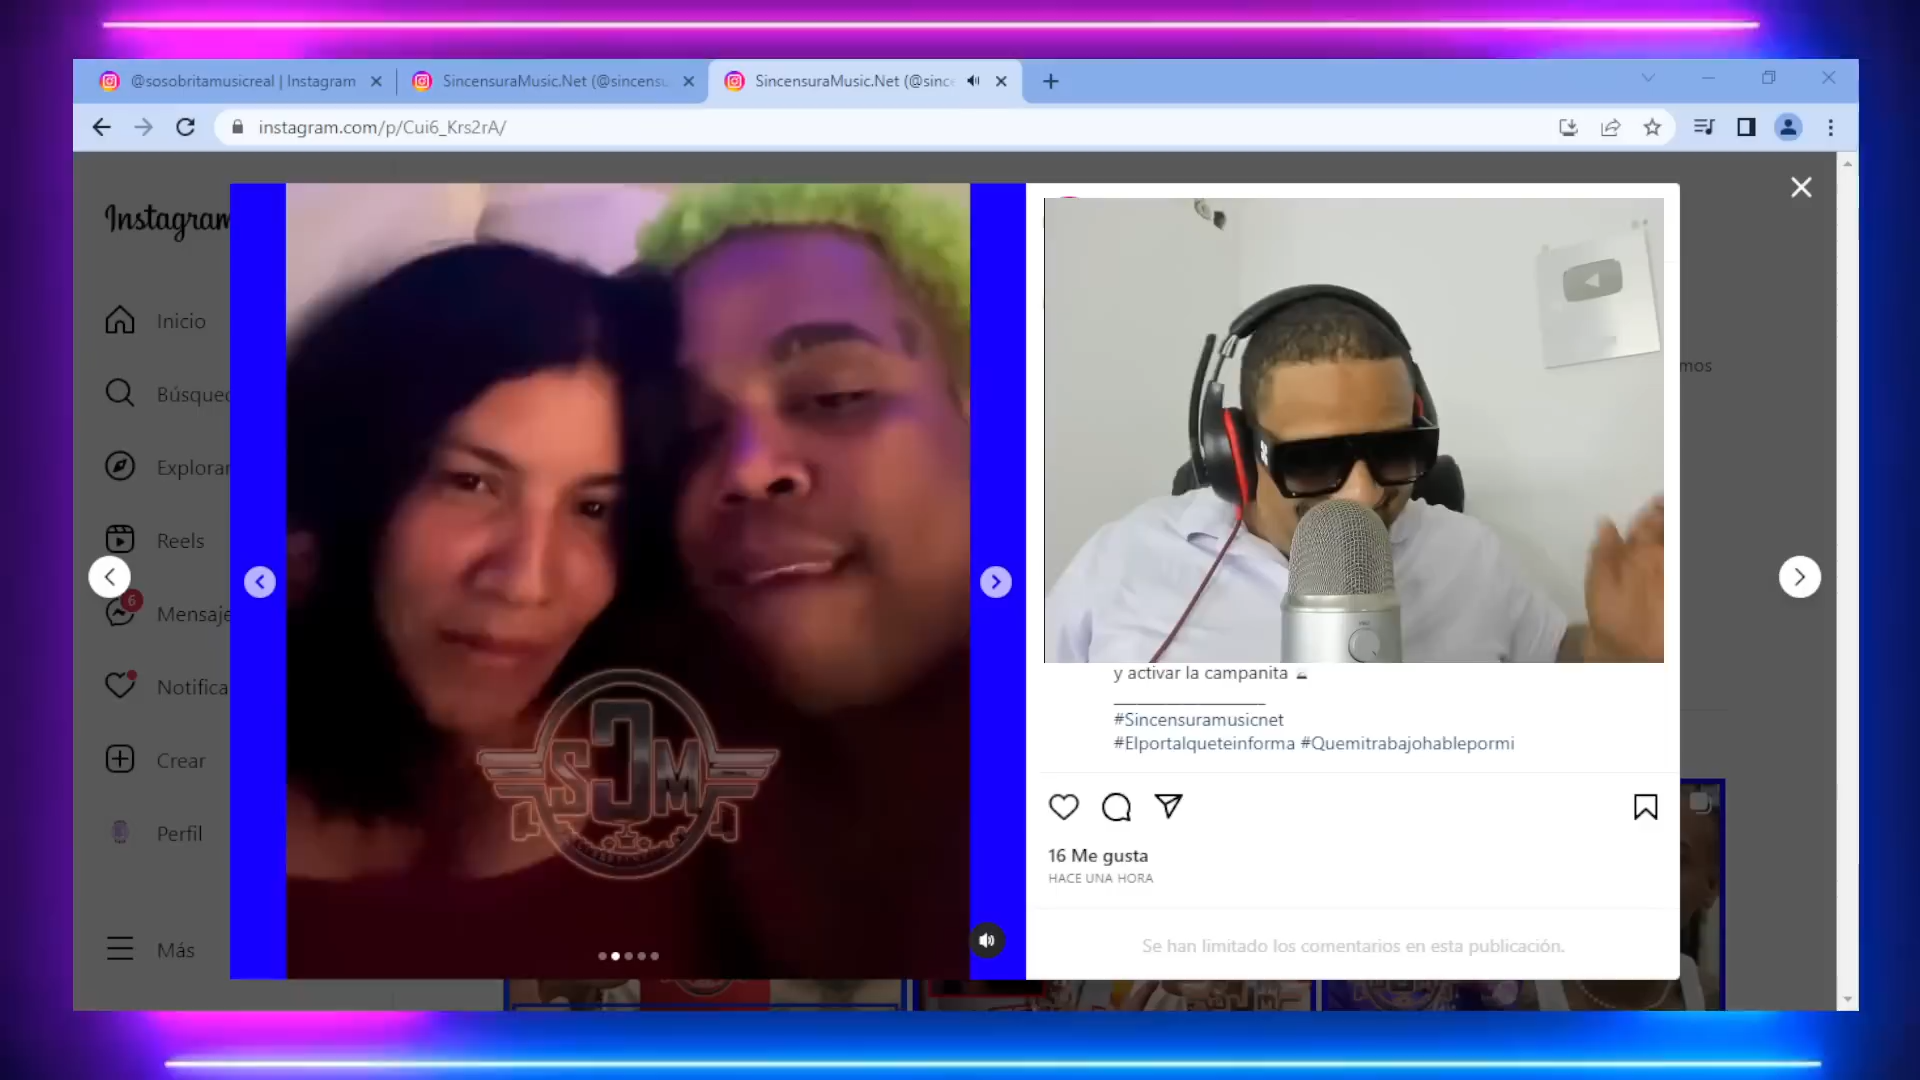 @sosobritamusicreal | Instagram
SincensuraMusic.Net (@sincensu
SincensuraMusic.Net (@since
instagram.com/p/Cui6_Krs2rA/
Instagram
Inicio
Búsqued
Explorar
Reels
6
Mensaje
Notifica
Crear
Perfil
Más
SCM
mos
y activar la campanita
#Sincensuramusicnet
#Elportalqueteinforma #Quemitrabajohablepormi
16 Me gusta
HACE UNA HORA
Se han limitado los comentarios en esta publicación.